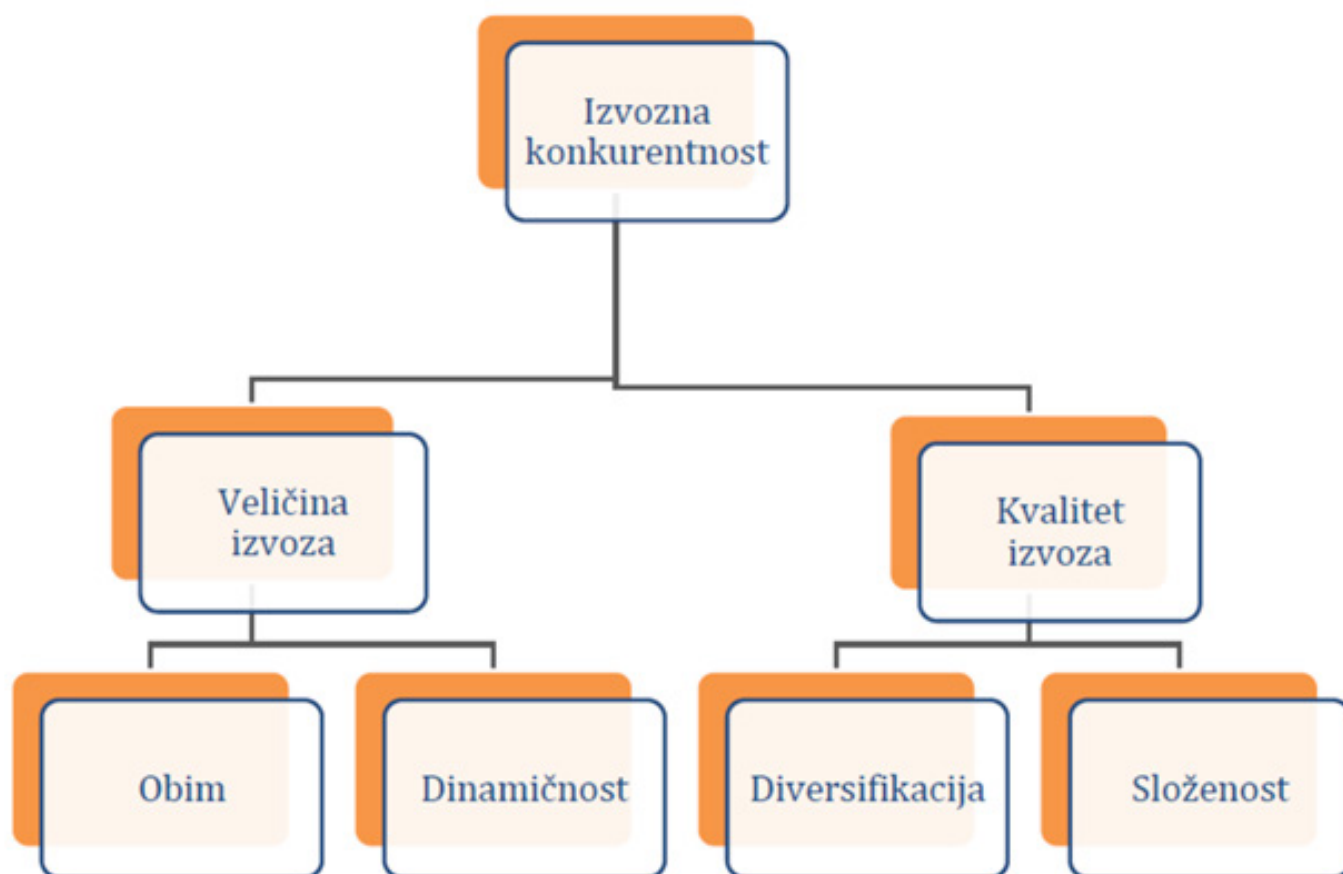 Izvozna
konkurentnost
Veličina
izvoza
Kvalitet
izvoza
Obim
Dinamičnost
Diversifikacija
Složenost